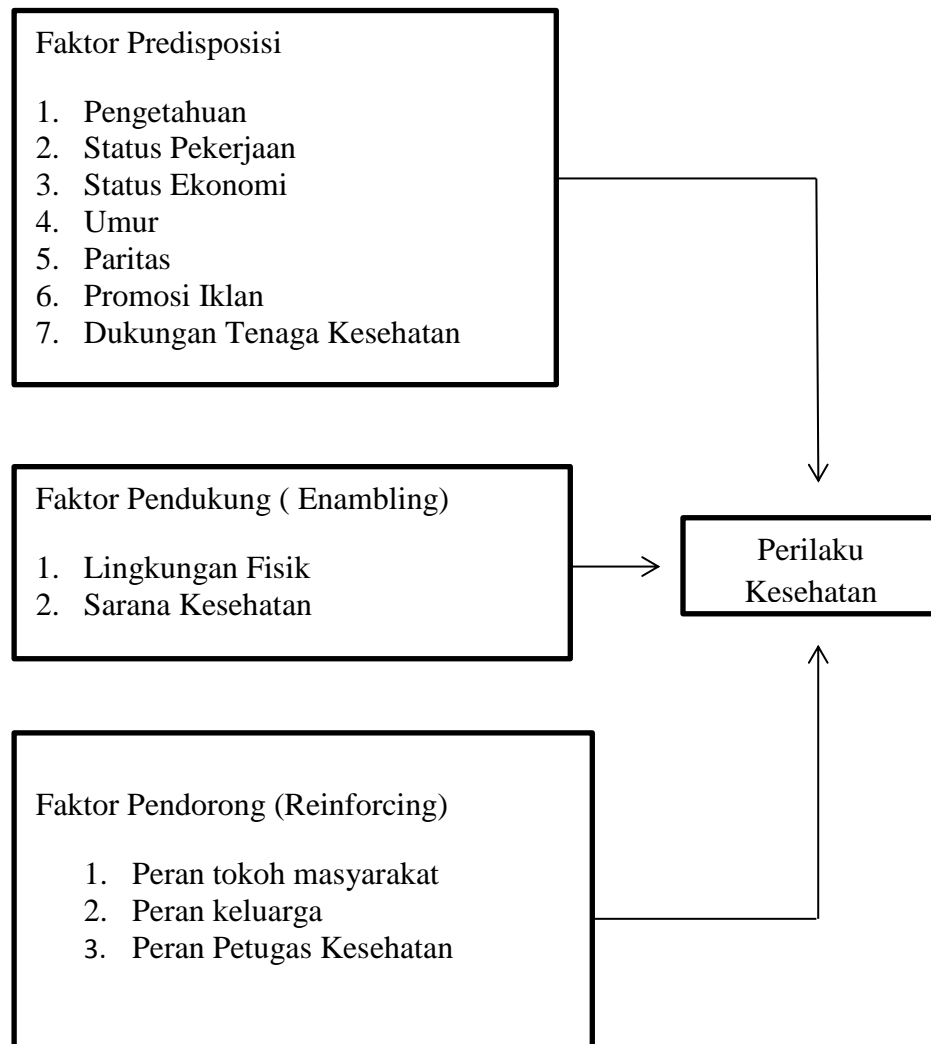 Faktor Predisposisi
1. Pengetahuan
2. Status Pekerjaan
3. Status Ekonomi
4. Umur
5. Paritas
6. Promosi Iklan
7. Dukungan Tenaga Kesehatan
Faktor Pendukung ( Enambling)
1. Lingkungan Fisik
2. Sarana Kesehatan
Perilaku
Kesehatan
Faktor Pendorong (Reinforcing)
1. Peran tokoh masyarakat
2. Peran keluarga
3. Peran Petugas Kesehatan